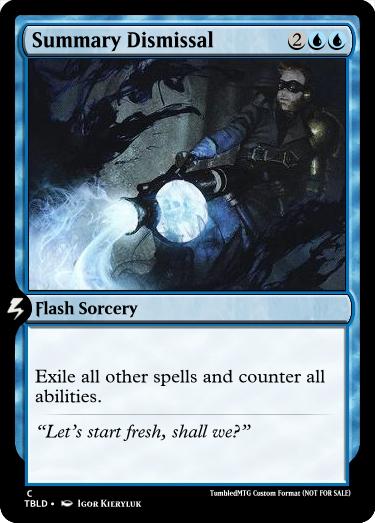 Summary Dismissal 2
Flash Sorcery
Exile all other spells and counter all
abilities.
“Let’s start fresh, shall we?”
C
TBLD • Igor Kieryluk
TumbledMTG Custom Format (NOT FOR SALE)